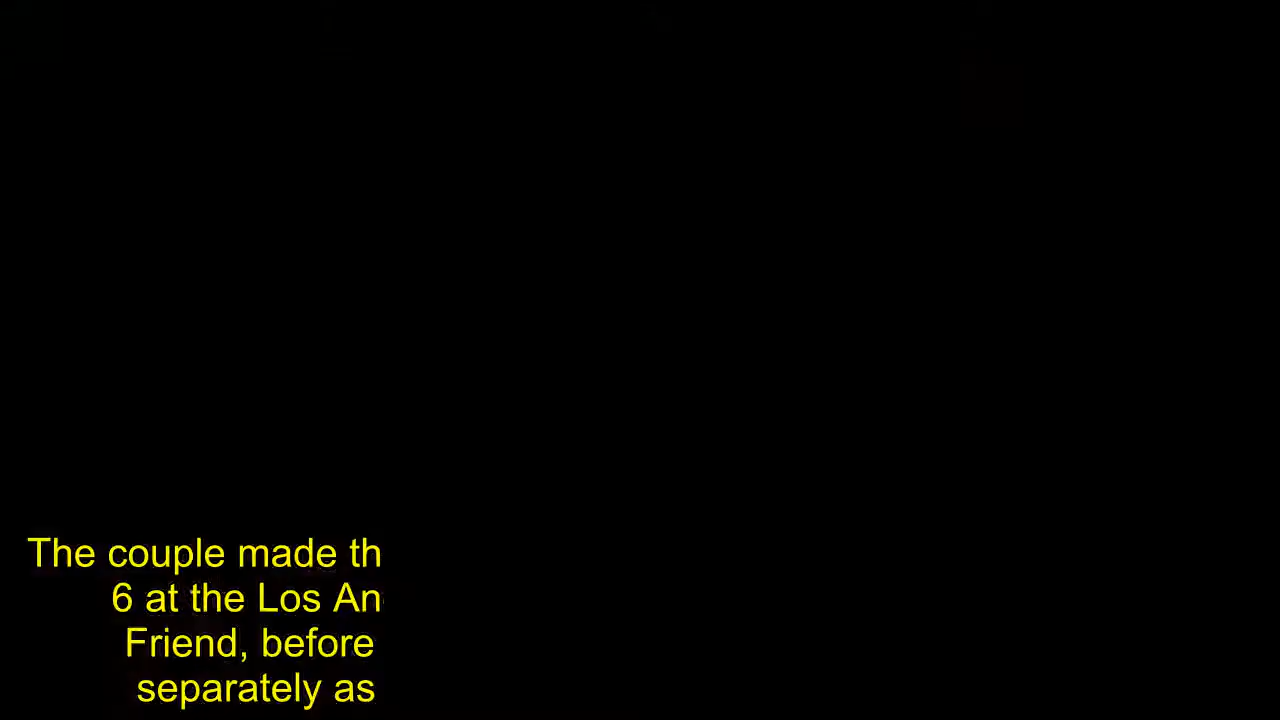 The couple made th
6 at the Los An
Friend, before
separately as